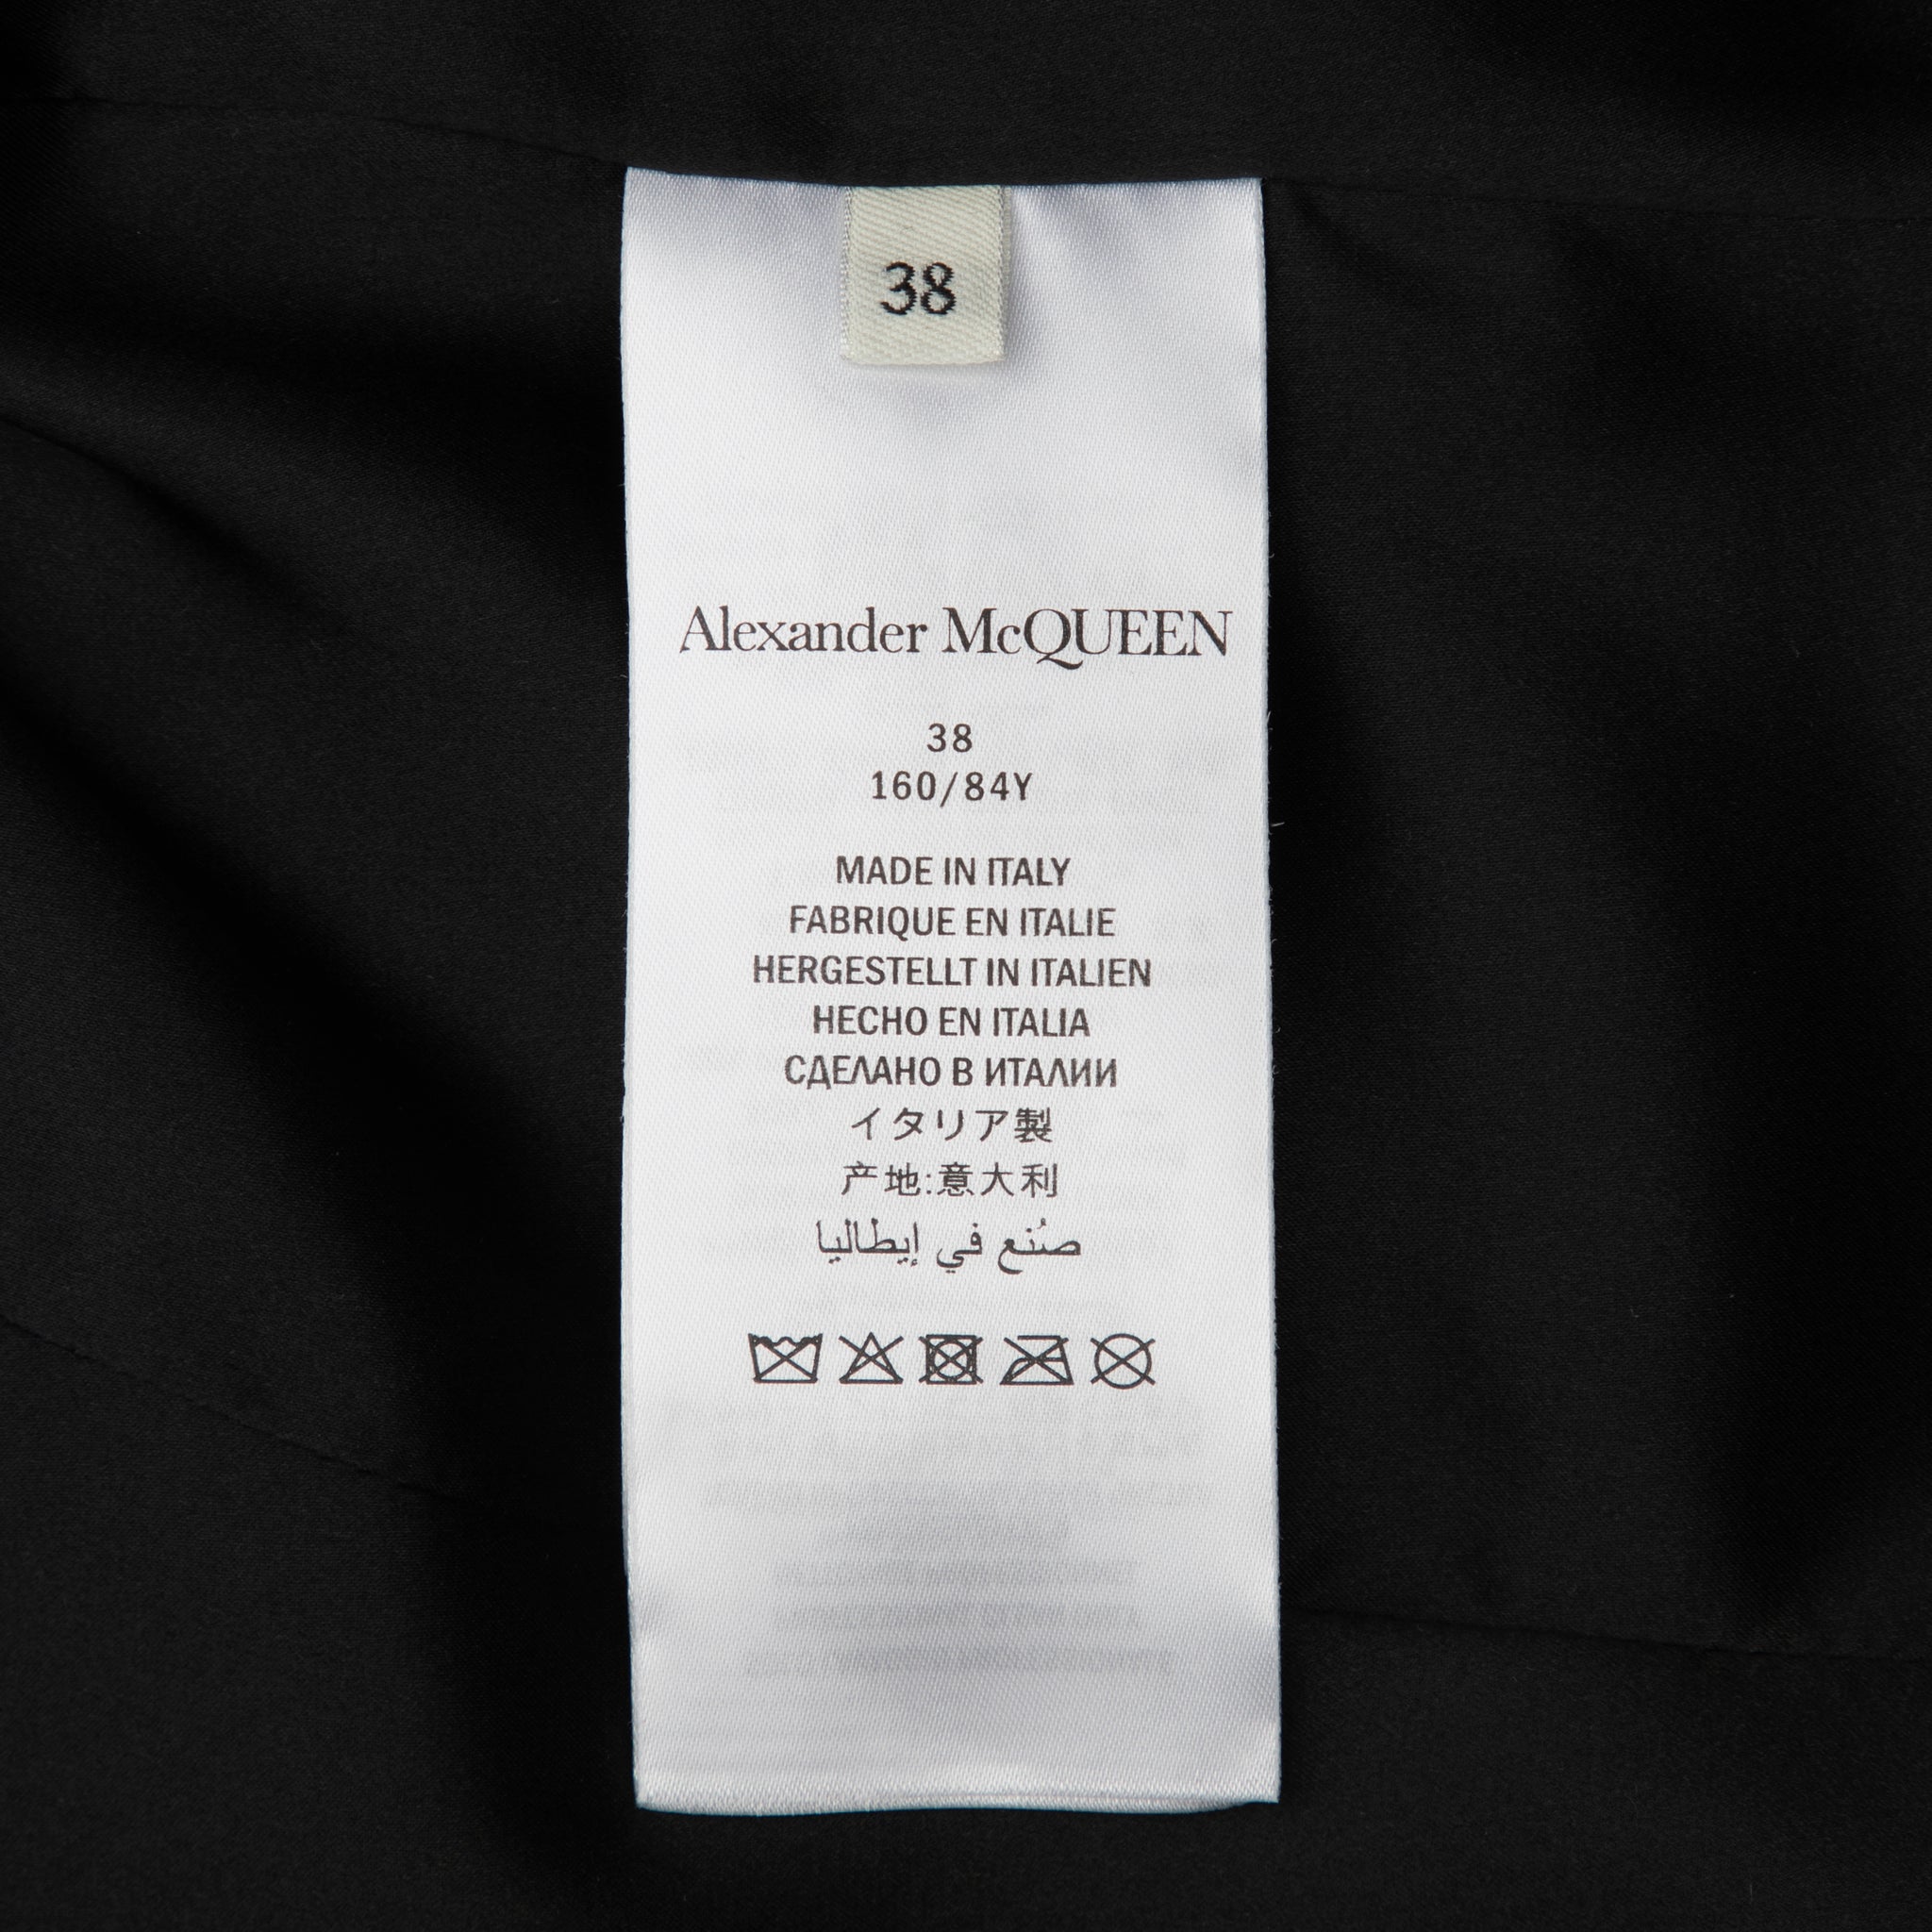 38
Alexander McQUEEN
38
160/84Y
MADE IN ITALY
FABRIQUE EN ITALIE
HERGESTELLT IN ITALIEN
HECHO EN ITALIA
СДЕЛАНО В ИТАЛИИ
イタリア製
产地:意大利
صُنع في إيطاليا